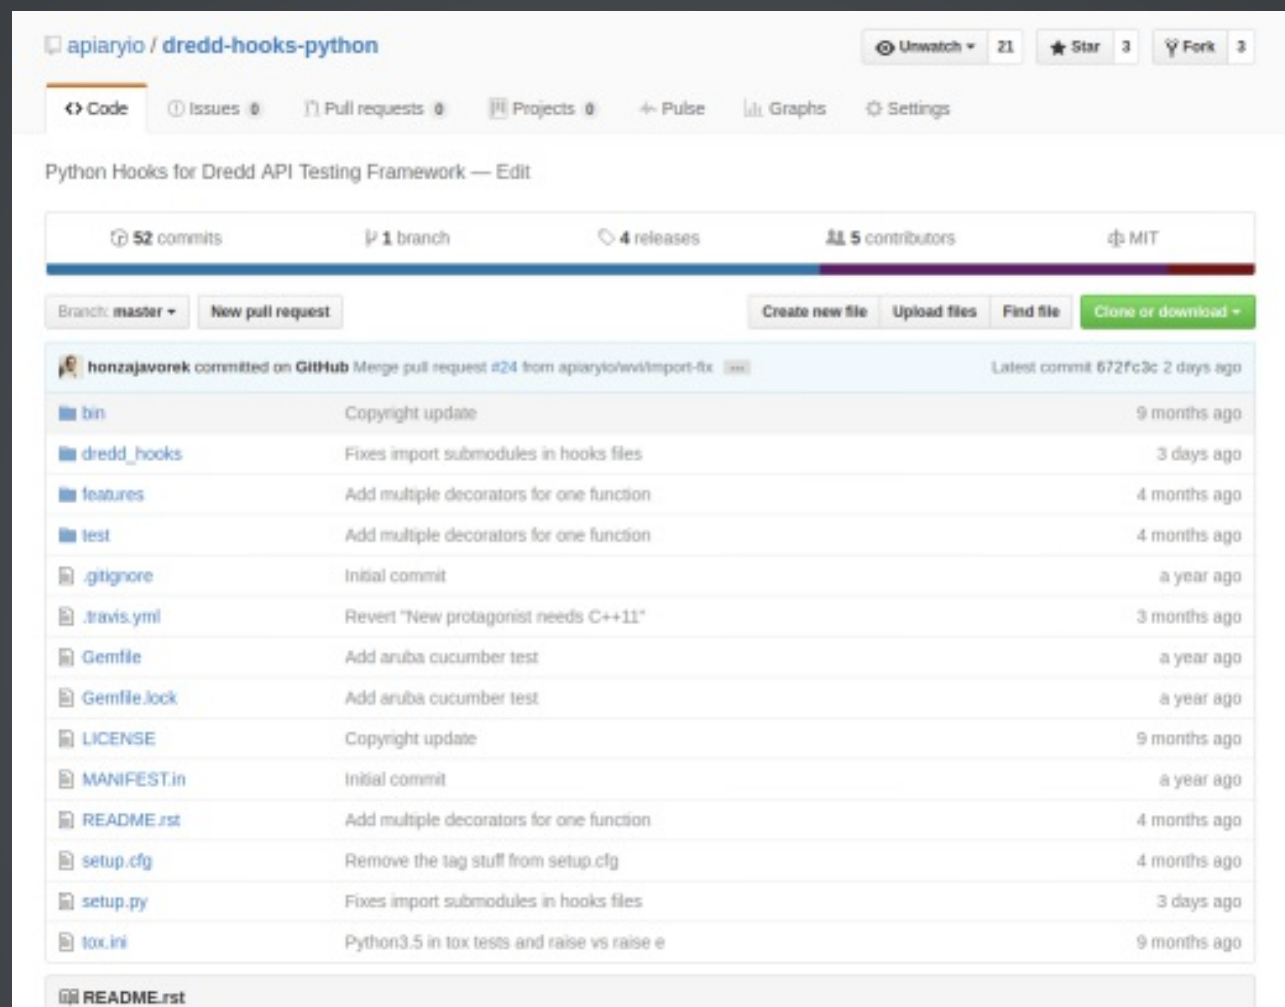 apiaryio / dredd-hooks-python Unwatch 21 Star 3 Fork 3
Code Issues 0 Pull requests 0 Projects 0 Pulse Graphs Settings
Python Hooks for Dredd API Testing Framework — Edit
52 commits 1 branch 4 releases 5 contributors MIT
Branch: master New pull request Create new file Upload files Find file Clone or download
honzajavorek committed on GitHub Merge pull request #24 from apiaryio/wvi/import-fix ... Latest commit 672fc3c 2 days ago
bin Copyright update 9 months ago
dredd_hooks Fixes import submodules in hooks files 3 days ago
features Add multiple decorators for one function 4 months ago
test Add multiple decorators for one function 4 months ago
.gitignore Initial commit a year ago
.travis.yml Revert "New protagonist needs C++11" 3 months ago
Gemfile Add aruba cucumber test a year ago
Gemfile.lock Add aruba cucumber test a year ago
LICENSE Copyright update 9 months ago
MANIFEST.in Initial commit a year ago
README.rst Add multiple decorators for one function 4 months ago
setup.cfg Remove the tag stuff from setup.cfg 4 months ago
setup.py Fixes import submodules in hooks files 3 days ago
tox.ini Python3.5 in tox tests and raise vs raise e 9 months ago
README.rst